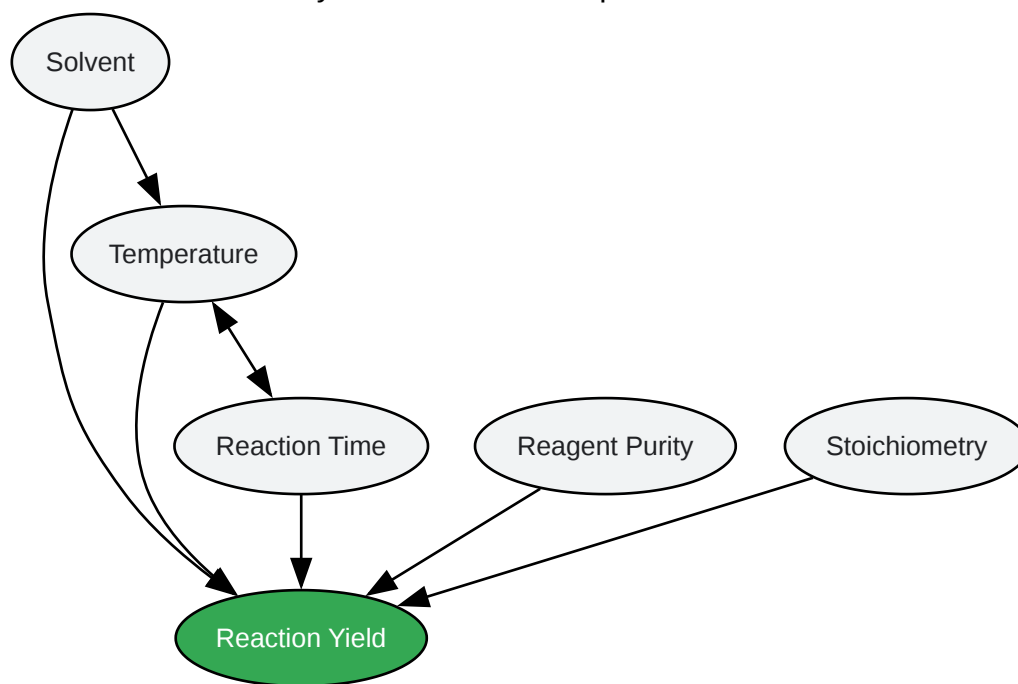 Solvent
Temperature
Reaction Time
Reagent Purity
Stoichiometry
Reaction Yield